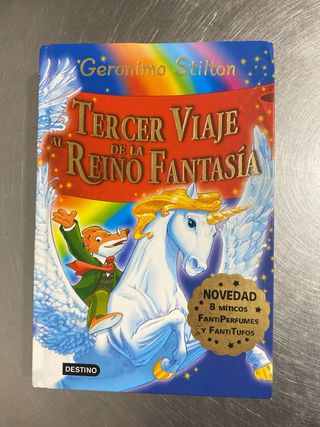 Geronimo Stilton
TERCER VIAJE
AL DE LA
REINO FANTASÍA
NOVEDAD
8 MÍTICOS
FANTIPERFUMES
Y FANTITUFOS
DESTINO